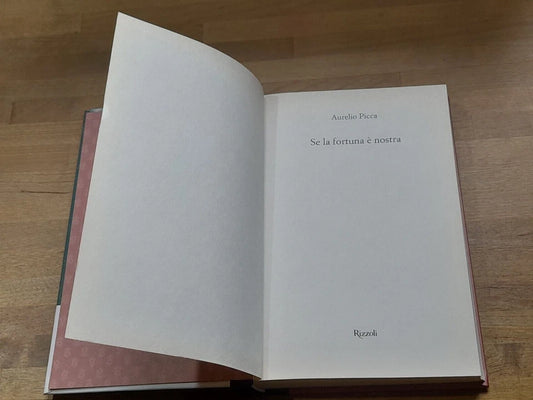 Aurelio Picca
Se la fortuna è nostra
Rizzoli